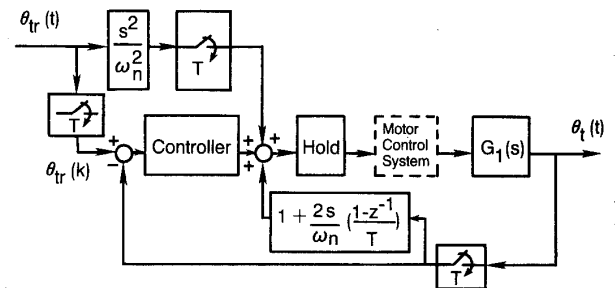 θtr (t)
s²
ωn²
T
T
θtr (k)
+
−
Controller
+
+
+
Hold
Motor
Control
System
G₁(s)
θt (t)
1 + 2s/ωn (1-z⁻¹/T)
T